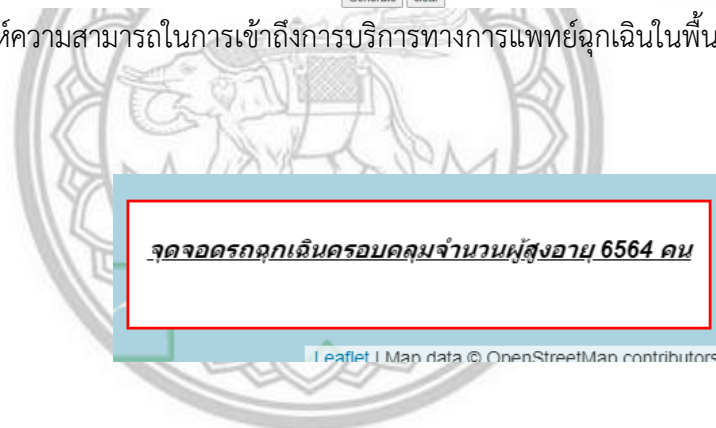 Generate clear
ห์ความสามารถในการเข้าถึงการบริการทางการแพทย์ฉุกเฉินในพื้น
จุดจอดรถฉุกเฉินครอบคลุมจำนวนผู้สูงอายุ 6564 คน
Leaflet | Map data © OpenStreetMap contributors